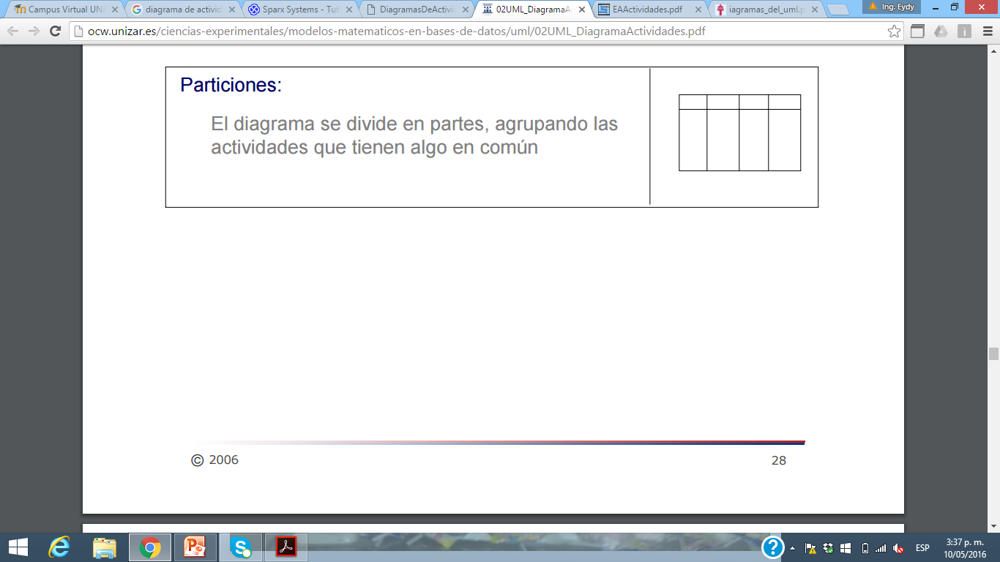 Campus Virtual UNA
diagrama de activid
Sparx Systems - Tut
DiagramasDeActivid
02UML_DiagramaA
EAActividades.pdf
iagramas_del_uml.p
Ing. Eydy
ocw.unizar.es/ciencias-experimentales/modelos-matematicos-en-bases-de-datos/uml/02UML_DiagramaActividades.pdf
Particiones:
El diagrama se divide en partes, agrupando las
actividades que tienen algo en común
© 2006
28
ESP
3:37 p. m.
10/05/2016